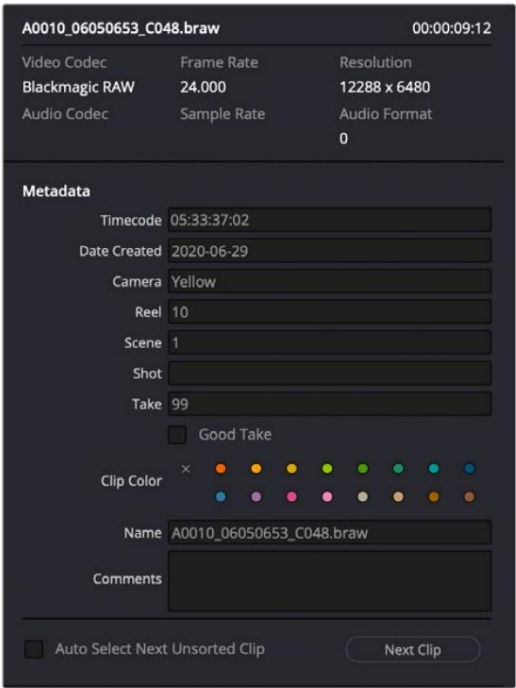 A0010_06050653_C048.braw 00:00:09:12
Video Codec Frame Rate Resolution
Blackmagic RAW 24.000 12288 x 6480
Audio Codec Sample Rate Audio Format
0
Metadata
Timecode 05:33:37:02
Date Created 2020-06-29
Camera Yellow
Reel 10
Scene 1
Shot
Take 99
Good Take
Clip Color
Name A0010_06050653_C048.braw
Comments
Auto Select Next Unsorted Clip Next Clip